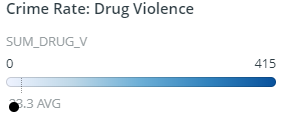 Crime Rate: Drug Violence
SUM_DRUG_V
0 415
3.3 AVG